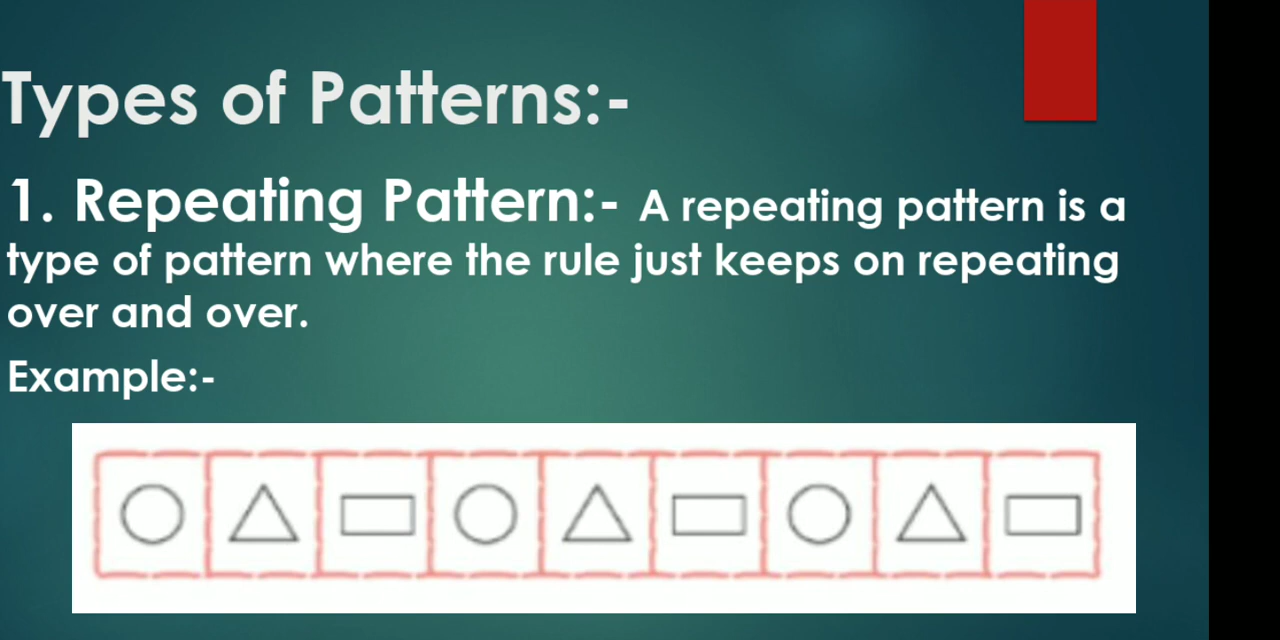 Types of Patterns:-
1. Repeating Pattern:- A repeating pattern is a
type of pattern where the rule just keeps on repeating
over and over.
Example:-